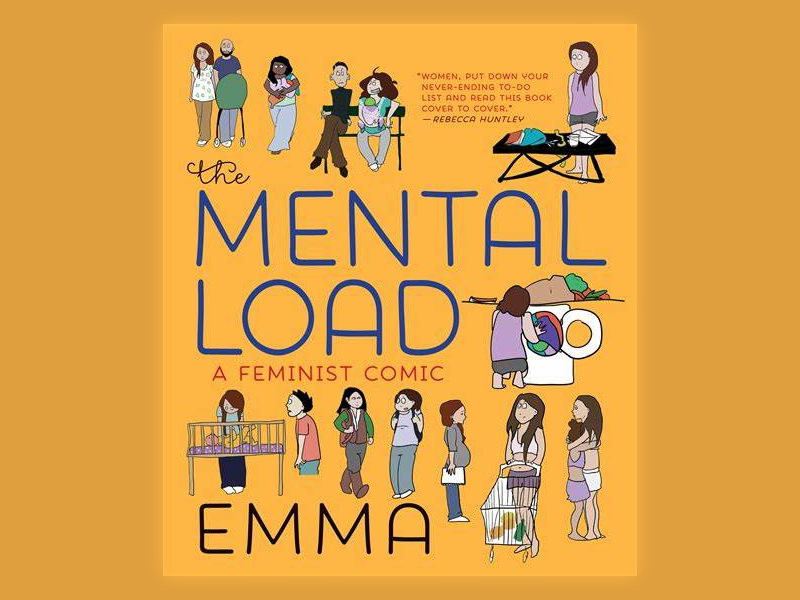 "WOMEN, PUT DOWN YOUR
NEVER-ENDING TO-DO
LIST AND READ THIS BOOK
COVER TO COVER."
— REBECCA HUNTLEY
the
MENTAL
LOAD
A FEMINIST COMIC
EMMA